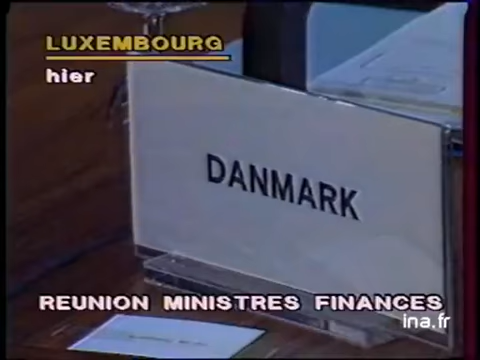 LUXEMBOURG
hier
DANMARK
REUNION MINISTRES FINANCES
ina.fr